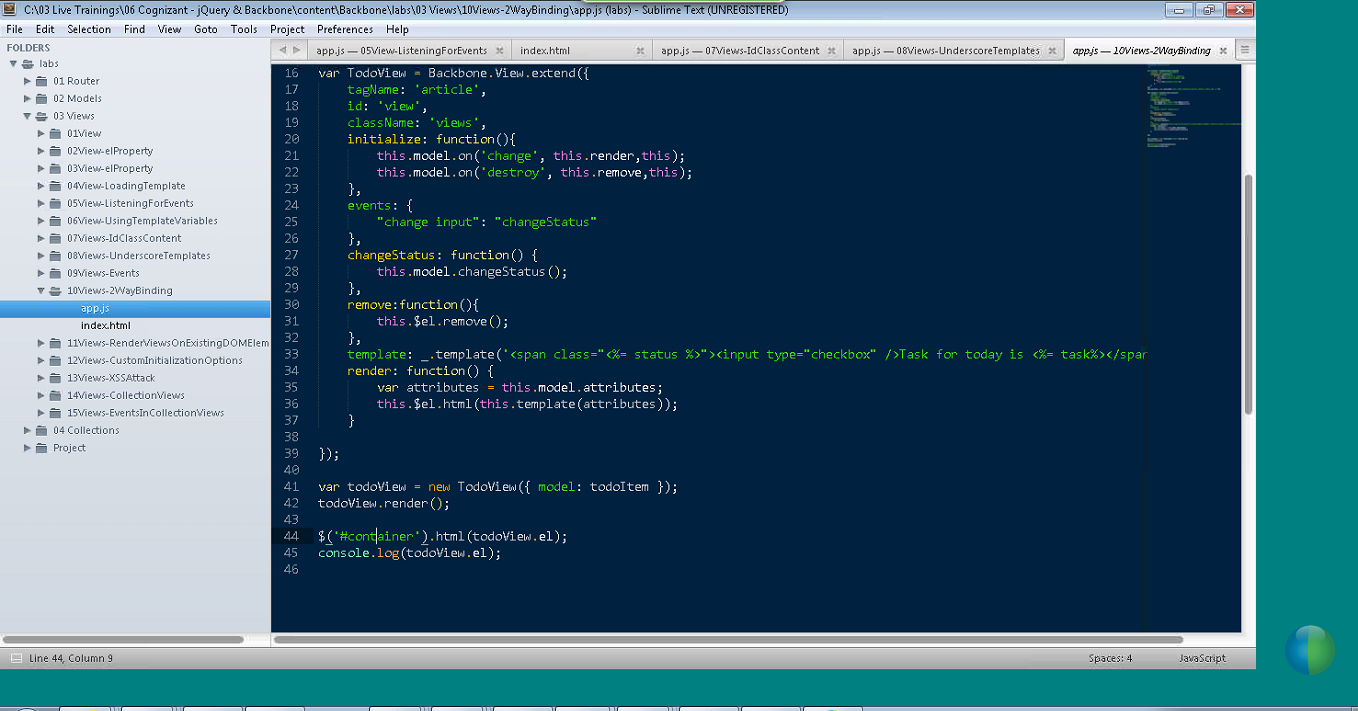 C:\03 Live Trainings\06 Cognizant - jQuery & Backbone\content\Backbone\labs\03 Views\10Views-2WayBinding\app.js (labs) - Sublime Text (UNREGISTERED)
File Edit Selection Find View Goto Tools Project Preferences Help
FOLDERS
labs
01 Router
02 Models
03 Views
01View
02View-elProperty
03View-elProperty
04View-LoadingTemplate
05View-ListeningForEvents
06View-UsingTemplateVariables
07Views-IdClassContent
08Views-UnderscoreTemplates
09Views-Events
10Views-2WayBinding
app.js
index.html
11Views-RenderViewsOnExistingDOMElem
12Views-CustomInitializationOptions
13Views-XSSAttack
14Views-CollectionViews
15Views-EventsInCollectionViews
04 Collections
Project
app.js — 05View-ListeningForEvents index.html app.js — 07Views-IdClassContent app.js — 08Views-UnderscoreTemplates app.js — 10Views-2WayBinding
16 var TodoView = Backbone.View.extend({
17 tagName: 'article',
18 id: 'view',
19 className: 'views',
20 initialize: function(){
21 this.model.on('change', this.render,this);
22 this.model.on('destroy', this.remove,this);
23 },
24 events: {
25 "change input": "changeStatus"
26 },
27 changeStatus: function() {
28 this.model.changeStatus();
29 },
30 remove:function(){
31 this.$el.remove();
32 },
33 template: _.template('<span class="<%= status %>"><input type="checkbox" />Task for today is <%= task%></span
34 render: function() {
35 var attributes = this.model.attributes;
36 this.$el.html(this.template(attributes));
37 }
38
39 });
40
41 var todoView = new TodoView({ model: todoItem });
42 todoView.render();
43
44 $('#container').html(todoView.el);
45 console.log(todoView.el);
46
Line 44, Column 9 Spaces: 4 JavaScript